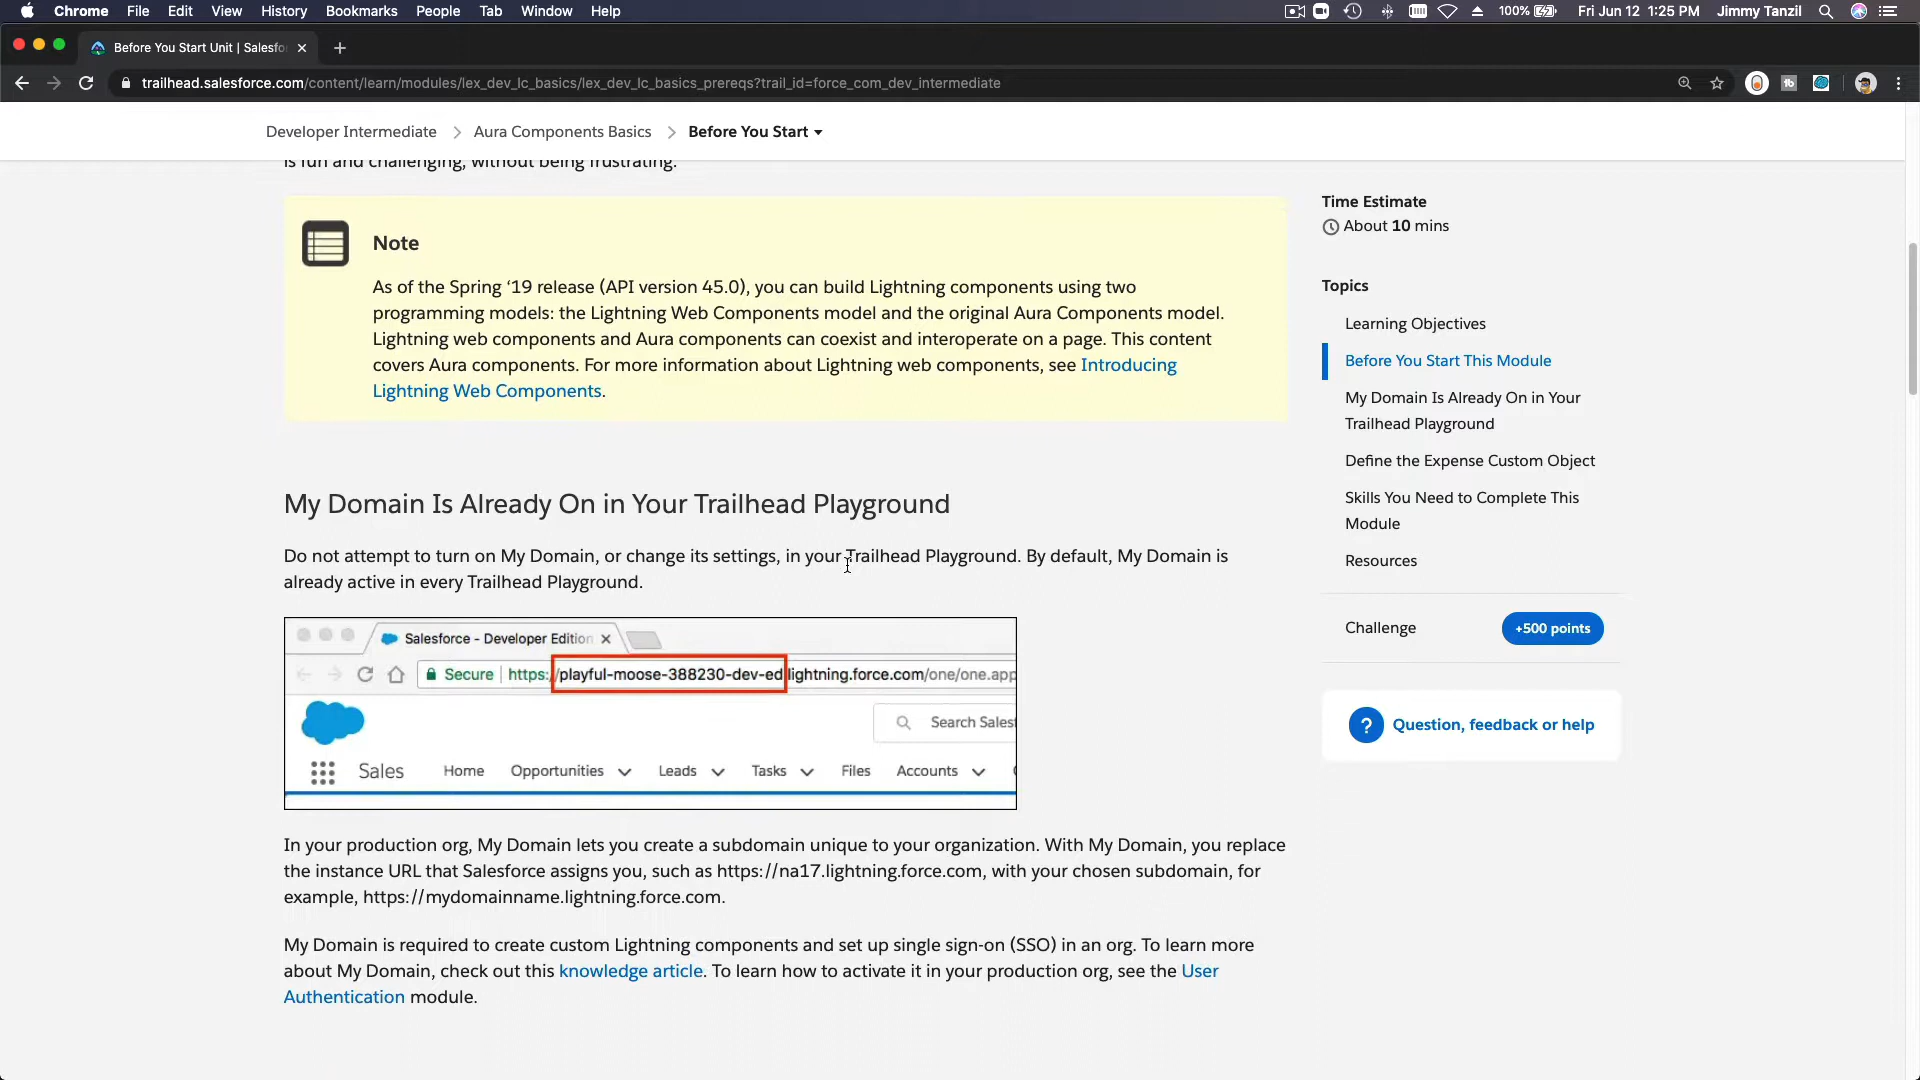 Chrome File Edit View History Bookmarks People Tab Window Help 100% Fri Jun 12 1:25 PM Jimmy Tanzil
Before You Start Unit | Salesfo
trailhead.salesforce.com/content/learn/modules/lex_dev_lc_basics/lex_dev_lc_basics_prereqs?trail_id=force_com_dev_intermediate
Developer Intermediate Aura Components Basics Before You Start
is fun and challenging, without being frustrating.
Note
As of the Spring ‘19 release (API version 45.0), you can build Lightning components using two
programming models: the Lightning Web Components model and the original Aura Components model.
Lightning web components and Aura components can coexist and interoperate on a page. This content
covers Aura components. For more information about Lightning web components, see Introducing
Lightning Web Components.
My Domain Is Already On in Your Trailhead Playground
Do not attempt to turn on My Domain, or change its settings, in your Trailhead Playground. By default, My Domain is
already active in every Trailhead Playground.
Salesforce - Developer Edition
Secure https://playful-moose-388230-dev-ed lightning.force.com/one/one.app
Search Salesf
Sales Home Opportunities Leads Tasks Files Accounts
In your production org, My Domain lets you create a subdomain unique to your organization. With My Domain, you replace
the instance URL that Salesforce assigns you, such as https://na17.lightning.force.com, with your chosen subdomain, for
example, https://mydomainname.lightning.force.com.
My Domain is required to create custom Lightning components and set up single sign-on (SSO) in an org. To learn more
about My Domain, check out this knowledge article. To learn how to activate it in your production org, see the User
Authentication module.
Time Estimate
About 10 mins
Topics
Learning Objectives
Before You Start This Module
My Domain Is Already On in Your
Trailhead Playground
Define the Expense Custom Object
Skills You Need to Complete This
Module
Resources
Challenge +500 points
? Question, feedback or help